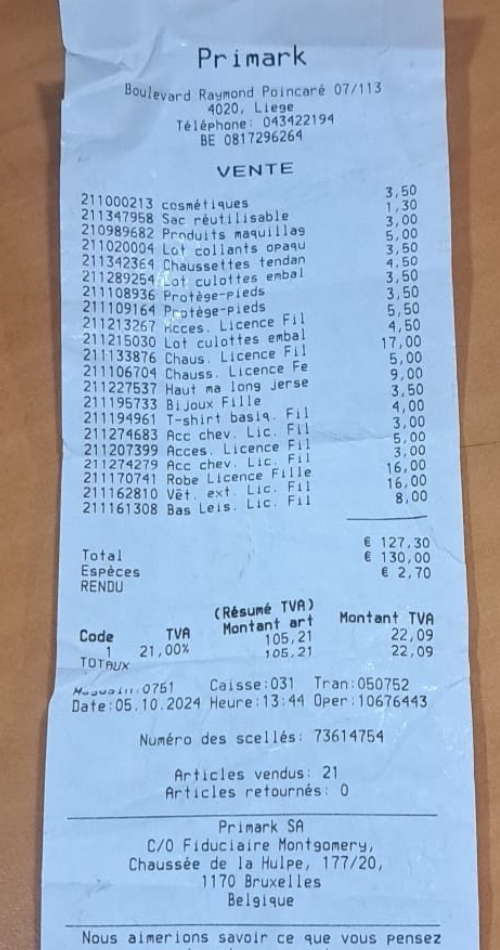 Primark
Boulevard Raymond Poincaré 07/113
4020, Liege
Téléphone: 043422194
BE 0817296264
VENTE
211000213 cosmétiques 3,50
211347968 Sac réutilisable 1,30
210989682 Produits maquillag 3,00
211020004 Lot collants opaqu 5,00
211342364 Chaussettes tendan 3,50
211289254 Lot culottes embal 4,50
211108936 Protège-pieds 3,50
211109164 Protège-pieds 3,50
211213267 Acces. Licence Fil 5,50
211215030 Lot culottes embal 4,50
211133876 Chaus. Licence Fil 17,00
211106704 Chauss. Licence Fe 5,00
211227537 Haut ma long jerse 9,00
211195733 Bijoux Fille 3,50
211194961 T-shirt basiq. Fil 4,00
211274683 Acc chev. Lic. Fil 3,00
211207399 Acces. Licence Fil 5,00
211274279 Acc chev. Lic. Fil 3,00
211170741 Robe Licence Fille 16,00
211162810 Vêt. ext. Lic. Fil 16,00
211161308 Bas Leis. Lic. Fil 8,00
Total € 127,30
Espèces € 130,00
RENDU € 2,70
(Résumé TVA)
Code TVA Montant art Montant TVA
1 21,00% 105,21 22,09
TOTAUX 105,21 22,09
Magasin:0751 Caisse:031 Tran:050752
Date:05.10.2024 Heure:13:44 Oper:10676443
Numéro des scellés: 73614754
Articles vendus: 21
Articles retournés: 0
Primark SA
C/O Fiduciaire Montgomery,
Chaussée de la Hulpe, 177/20,
1170 Bruxelles
Belgique
Nous aimerions savoir ce que vous pensez